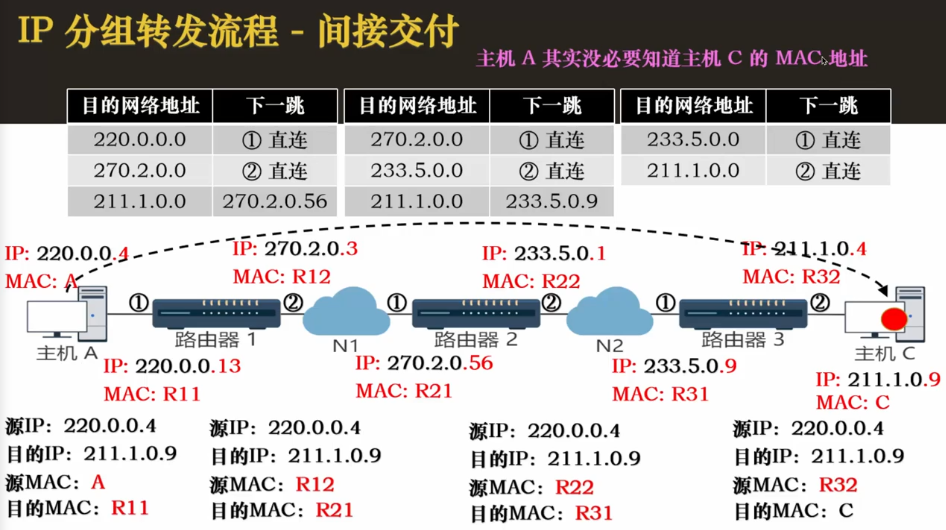 IP 分组转发流程 - 间接交付
主机 A 其实没必要知道主机 C 的 MAC 地址
目的网络地址 下一跳
220.0.0.0 ① 直连
270.2.0.0 ② 直连
211.1.0.0 270.2.0.56
目的网络地址 下一跳
270.2.0.0 ① 直连
233.5.0.0 ② 直连
211.1.0.0 233.5.0.9
目的网络地址 下一跳
233.5.0.0 ① 直连
211.1.0.0 ② 直连
IP: 220.0.0.4
MAC: A
IP: 270.2.0.3
MAC: R12
IP: 233.5.0.1
MAC: R22
IP: 211.1.0.4
MAC: R32
① ② ① ② ① ②
主机 A
路由器 1
N1
路由器 2
N2
路由器 3
主机 C
IP: 220.0.0.13
MAC: R11
IP: 270.2.0.56
MAC: R21
IP: 233.5.0.9
MAC: R31
IP: 211.1.0.9
MAC: C
源IP: 220.0.0.4
目的IP: 211.1.0.9
源MAC: A
目的MAC: R11
源IP: 220.0.0.4
目的IP: 211.1.0.9
源MAC: R12
目的MAC: R21
源IP: 220.0.0.4
目的IP: 211.1.0.9
源MAC: R22
目的MAC: R31
源IP: 220.0.0.4
目的IP: 211.1.0.9
源MAC: R32
目的MAC: C